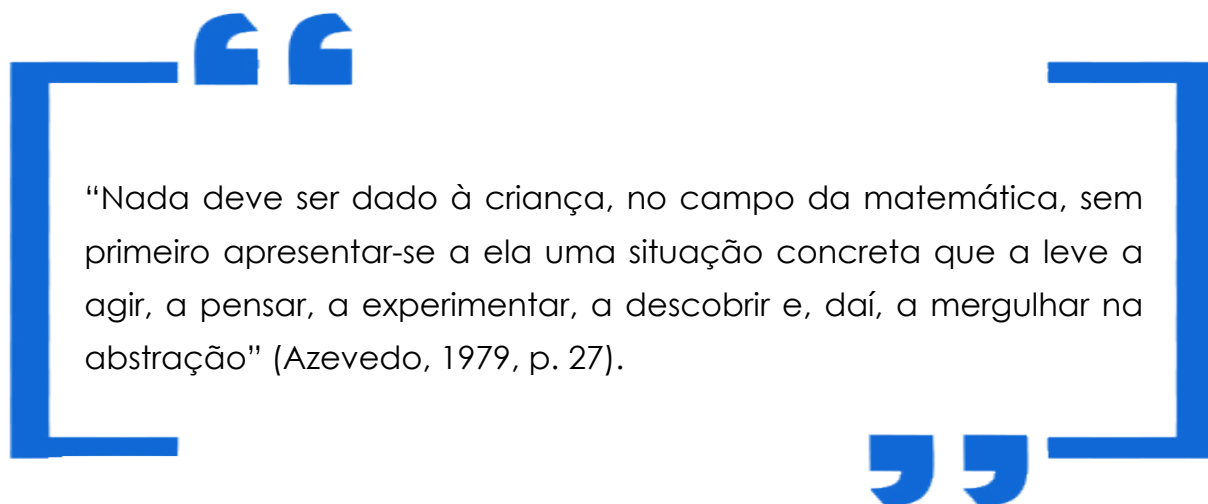 “Nada deve ser dado à criança, no campo da matemática, sem
primeiro apresentar-se a ela uma situação concreta que a leve a
agir, a pensar, a experimentar, a descobrir e, daí, a mergulhar na
abstração” (Azevedo, 1979, p. 27).